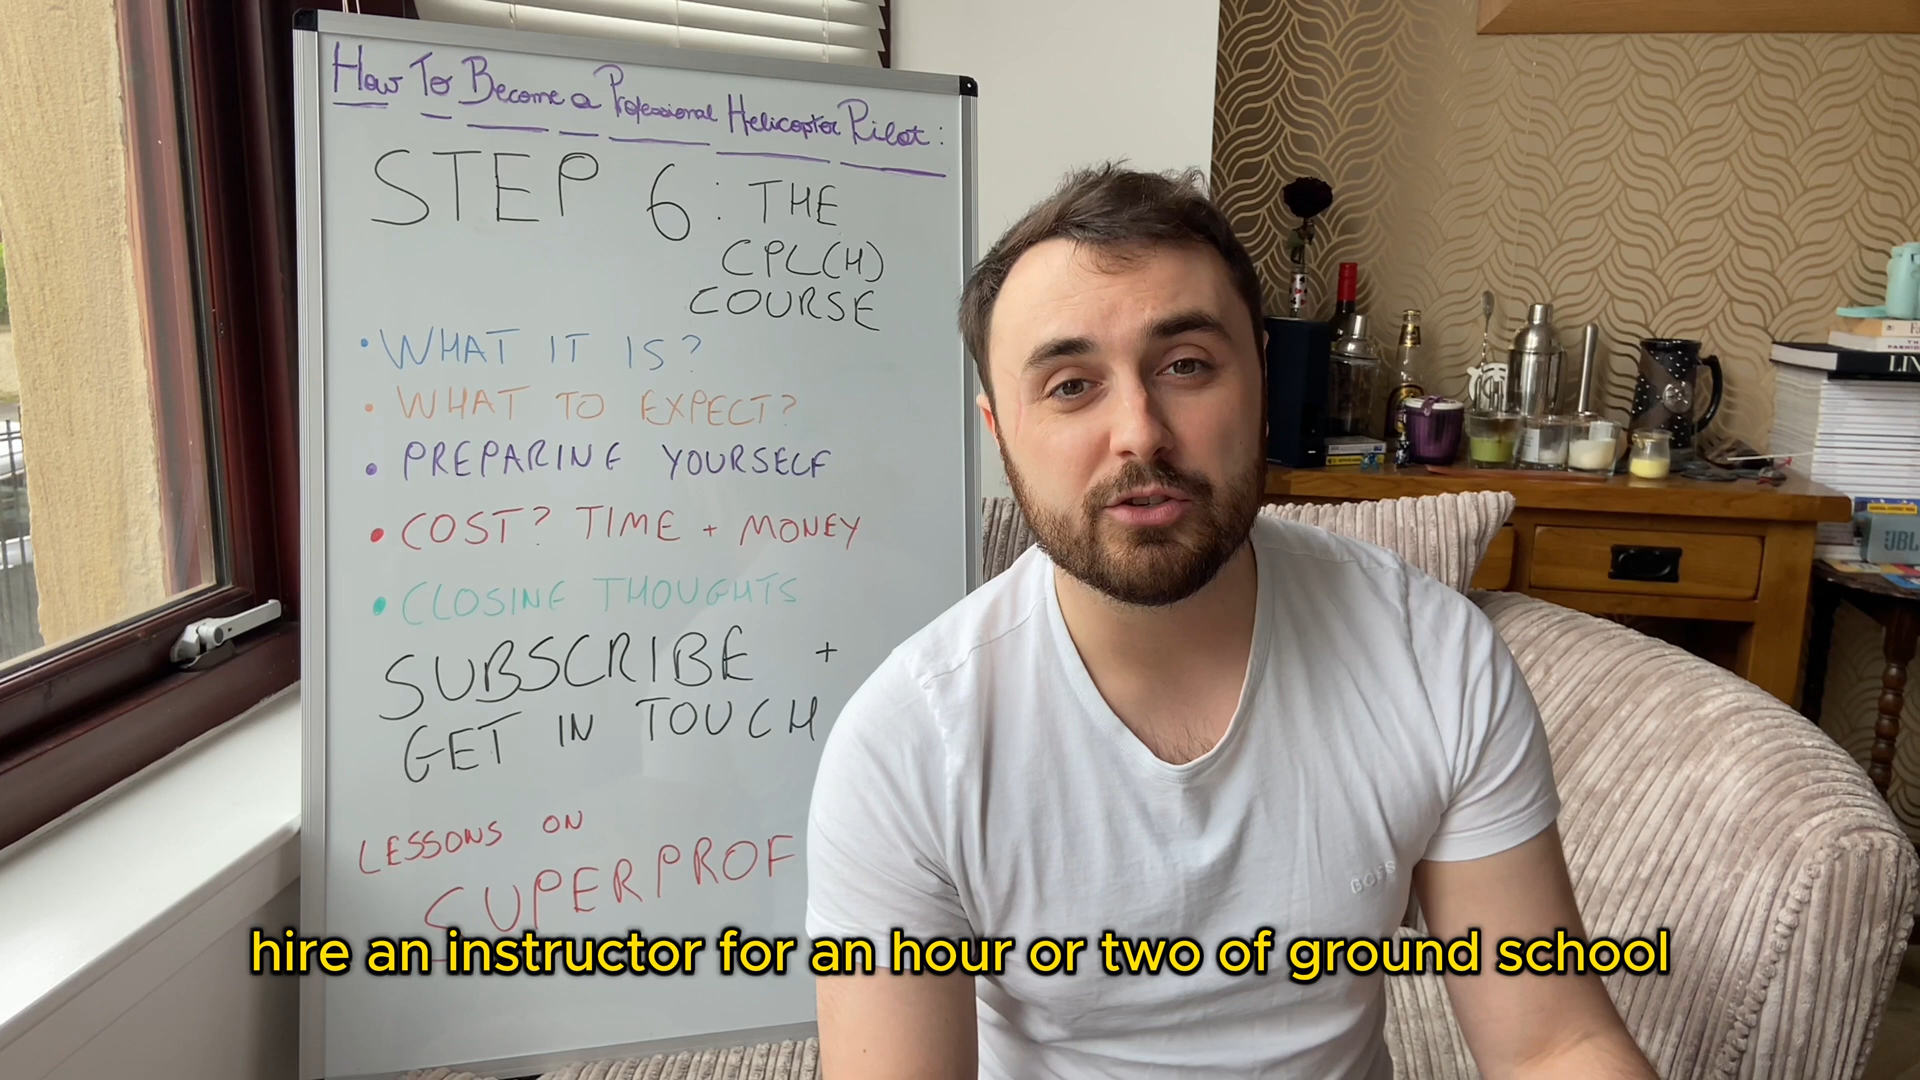 How To Become a Professional Helicopter Pilot:
STEP 6: THE
CPL(H)
COURSE
• WHAT IT IS?
• WHAT TO EXPECT?
• PREPARING YOURSELF
• COST? TIME + MONEY
• CLOSING THOUGHTS
SUBSCRIBE +
GET IN TOUCH
LESSONS ON
SUPERPROF
hire an instructor for an hour or two of ground school
BOSS
JBL